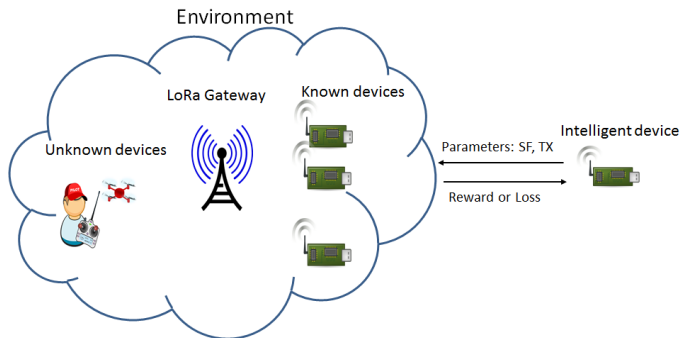 Environment
LoRa Gateway
Known devices
Unknown devices
Parameters: SF, TX
Intelligent device
Reward or Loss